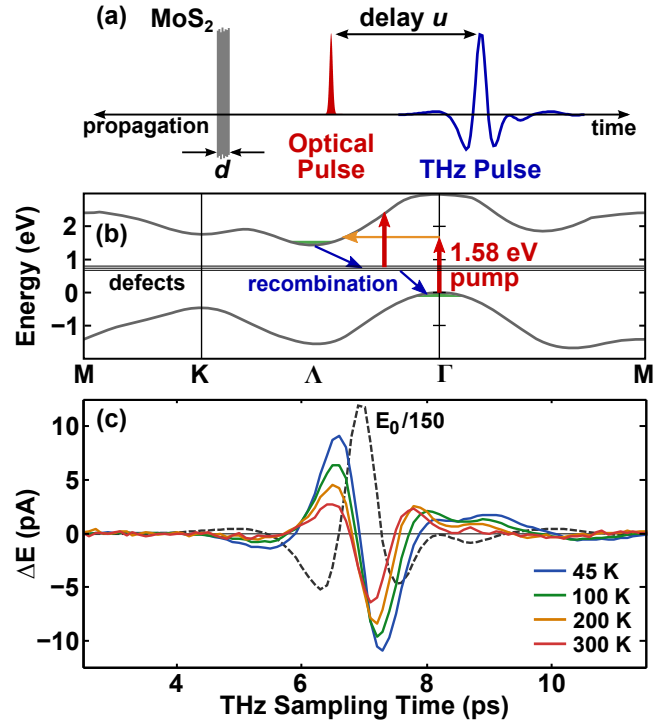 (a)
MoS₂
delay u
propagation
time
d
Optical
Pulse
THz Pulse
(b)
Energy (eV)
2
1
0
−1
defects
recombination
1.58 eV
pump
M
K
Λ
Γ
M
(c)
E₀/150
ΔE (pA)
10
5
0
−5
−10
45 K
100 K
200 K
300 K
4
6
8
10
THz Sampling Time (ps)